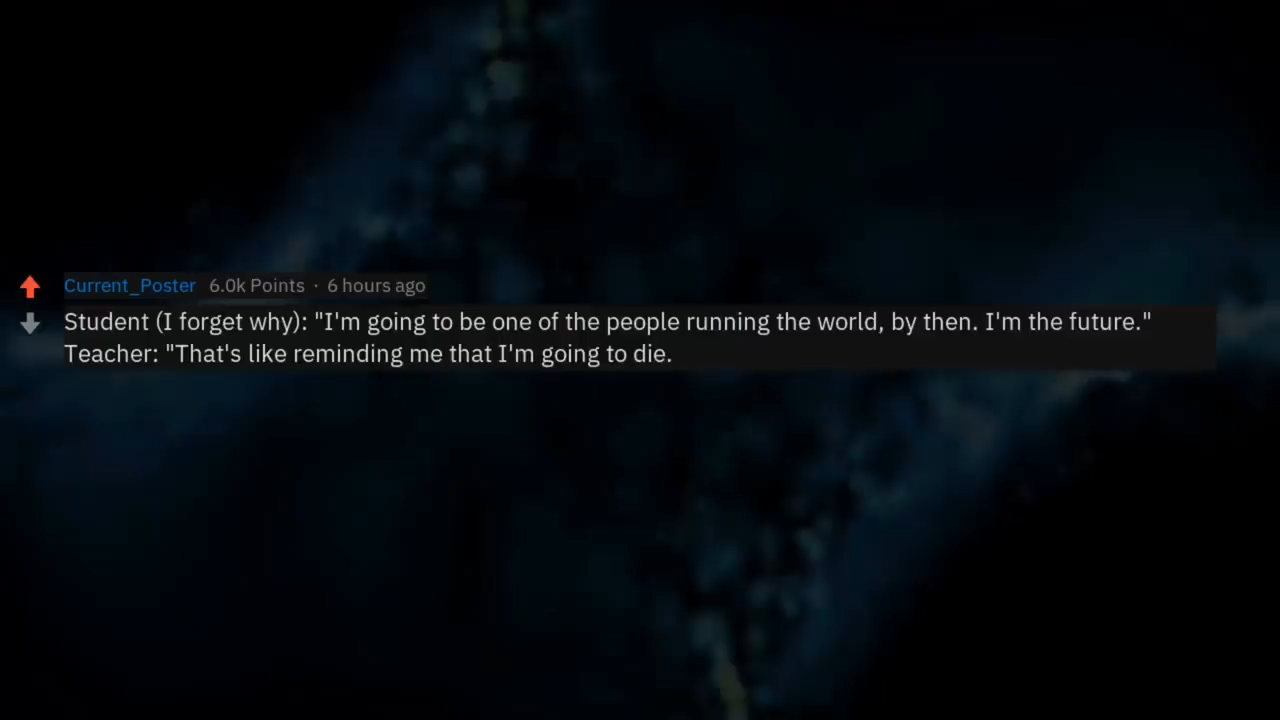 Current_Poster 6.0k Points · 6 hours ago
Student (I forget why): "I'm going to be one of the people running the world, by then. I'm the future."
Teacher: "That's like reminding me that I'm going to die.